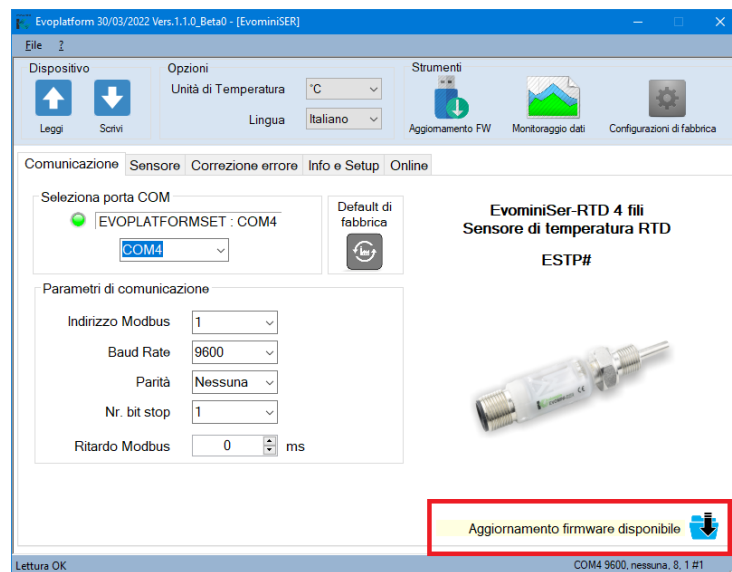 Evoplatform 30/03/2022 Vers.1.1.0_Beta0 - [EvominiSER]
File ?
Dispositivo
Leggi Scrivi
Opzioni
Unità di Temperatura °C
Lingua Italiano
Strumenti
Aggiornamento FW Monitoraggio dati Configurazioni di fabbrica
Comunicazione Sensore Correzione errore Info e Setup Online
Seleziona porta COM
EVOPLATFORMSET : COM4
COM4
Default di
fabbrica
Parametri di comunicazione
Indirizzo Modbus 1
Baud Rate 9600
Parità Nessuna
Nr. bit stop 1
Ritardo Modbus 0 ms
EvominiSer-RTD 4 fili
Sensore di temperatura RTD
ESTP#
Aggiornamento firmware disponibile
Lettura OK
COM4 9600, nessuna, 8, 1 #1